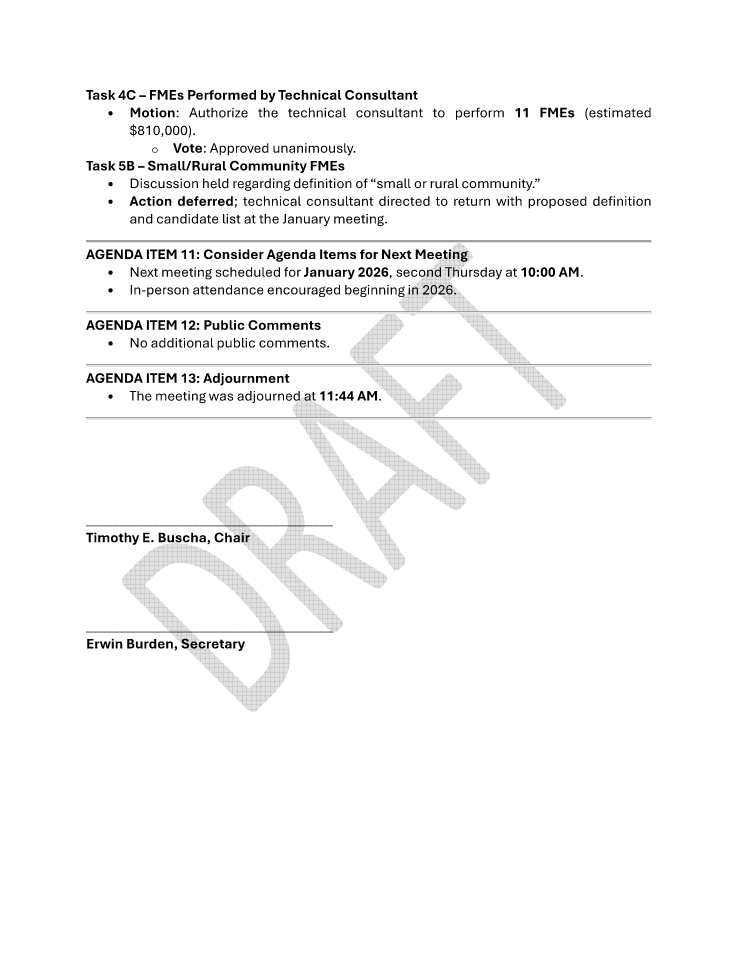 Task 4C – FMEs Performed by Technical Consultant
• Motion: Authorize the technical consultant to perform 11 FMEs (estimated
$810,000).
o Vote: Approved unanimously.
Task 5B – Small/Rural Community FMEs
• Discussion held regarding definition of “small or rural community.”
• Action deferred; technical consultant directed to return with proposed definition
and candidate list at the January meeting.
AGENDA ITEM 11: Consider Agenda Items for Next Meeting
• Next meeting scheduled for January 2026, second Thursday at 10:00 AM.
• In-person attendance encouraged beginning in 2026.
AGENDA ITEM 12: Public Comments
• No additional public comments.
AGENDA ITEM 13: Adjournment
• The meeting was adjourned at 11:44 AM.
DRAFT
Timothy E. Buscha, Chair
Erwin Burden, Secretary